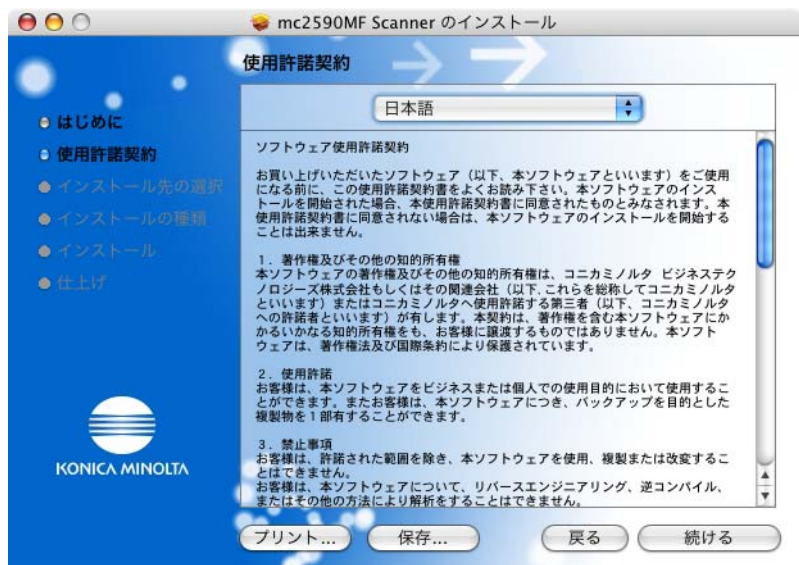 mc2590MF Scanner のインストール
使用許諾契約
はじめに
使用許諾契約
インストール先の選択
インストールの種類
インストール
仕上げ
KONICA MINOLTA
日本語
ソフトウェア使用許諾契約
お買い上げいただいたソフトウェア（以下、本ソフトウェアといいます）をご使用
になる前に、この使用許諾契約書をよくお読み下さい。本ソフトウェアのインス
トールを開始された場合、本使用許諾契約書に同意されたものとみなされます。本
使用許諾契約書に同意されない場合は、本ソフトウェアのインストールを開始する
ことは出来ません。
1．著作権及びその他の知的所有権
本ソフトウェアの著作権及びその他の知的所有権は、コニカミノルタ ビジネステク
ノロジーズ株式会社もしくはその関連会社（以下、これらを総称してコニカミノルタ
といいます）またはコニカミノルタへ使用許諾する第三者（以下、コニカミノルタ
への許諾者といいます）が有します。本契約は、著作権を含む本ソフトウェアにか
かるいかなる知的所有権をも、お客様に譲渡するものではありません。本ソフト
ウェアは、著作権法及び国際条約により保護されています。
2．使用許諾
お客様は、本ソフトウェアをビジネスまたは個人での使用目的において使用するこ
とができます。またお客様は、本ソフトウェアにつき、バックアップを目的とした
複製物を1部有することができます。
3．禁止事項
お客様は、許諾された範囲を除き、本ソフトウェアを使用、複製または改変するこ
とはできません。
お客様は、本ソフトウェアについて、リバースエンジニアリング、逆コンパイル、
またはその他の方法により解析をすることはできません。
プリント...
保存...
戻る
続ける